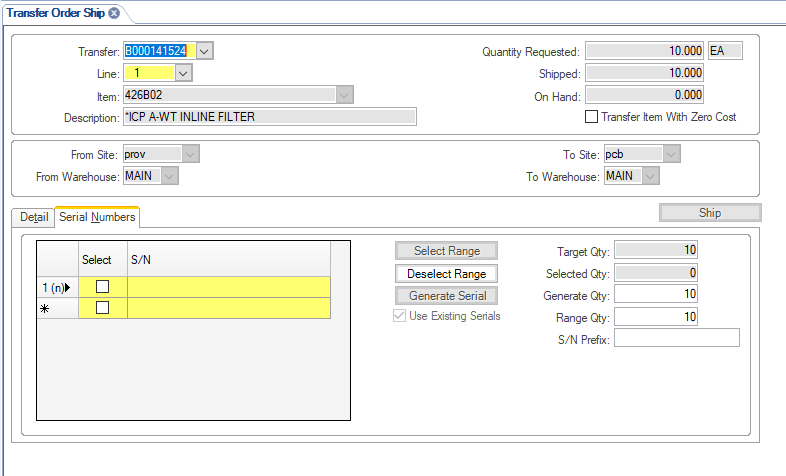 Transfer Order Ship
Transfer: B000141524
Quantity Requested: 10.000 EA
Line: 1
Shipped: 10.000
Item: 426B02
On Hand: 0.000
Description: *ICP A-WT INLINE FILTER
Transfer Item With Zero Cost
From Site: prov
To Site: pcb
From Warehouse: MAIN
To Warehouse: MAIN
Detail Serial Numbers
Ship
Select S/N
Select Range
Target Qty: 10
1 (n)
Deselect Range
Selected Qty: 0
*
Generate Serial
Generate Qty: 10
Use Existing Serials
Range Qty: 10
S/N Prefix: